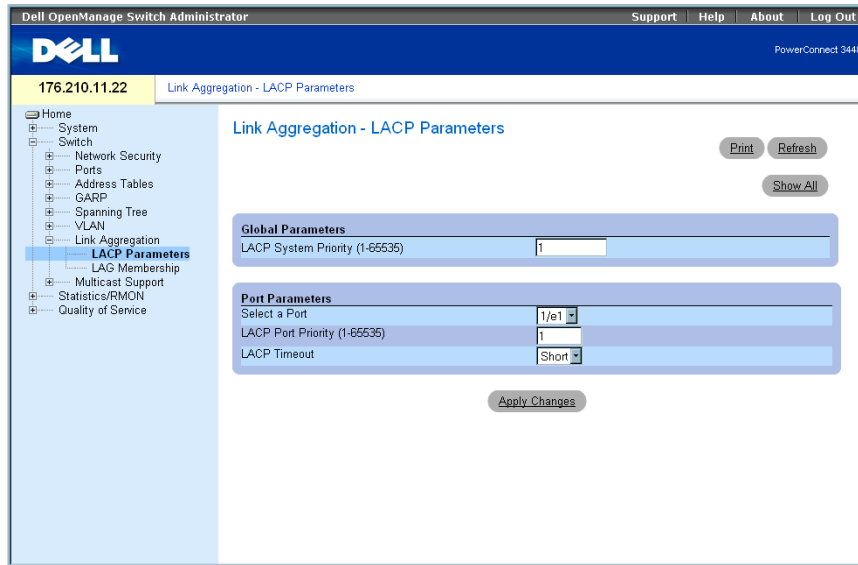 Dell OpenManage Switch Administrator Support Help About Log Out
DELL
PowerConnect 344
176.210.11.22 Link Aggregation - LACP Parameters
Home
System
Switch
Network Security
Ports
Address Tables
GARP
Spanning Tree
VLAN
Link Aggregation
LACP Parameters
LAG Membership
Multicast Support
Statistics/RMON
Quality of Service
Link Aggregation - LACP Parameters
Print Refresh
Show All
Global Parameters
LACP System Priority (1-65535) 1
Port Parameters
Select a Port 1/e1
LACP Port Priority (1-65535) 1
LACP Timeout Short
Apply Changes